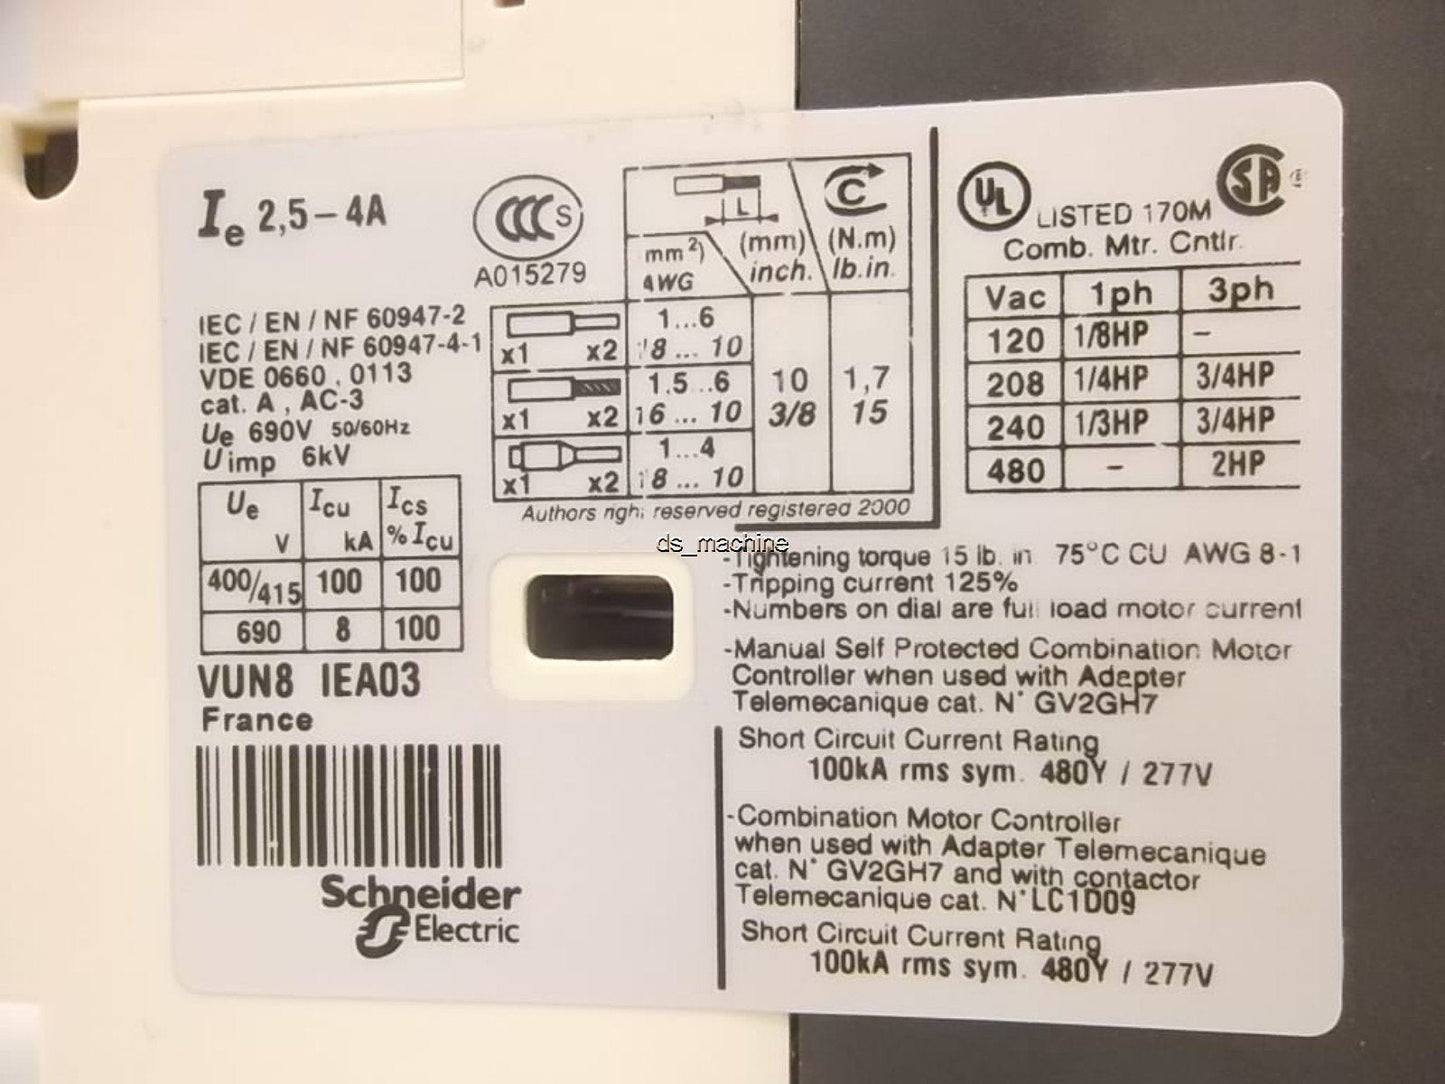 Ie 2,5-4A
CCC S
A015279
IEC / EN / NF 60947-2
IEC / EN / NF 60947-4-1
VDE 0660 , 0113
cat. A , AC-3
Ue 690V 50/60Hz
Uimp 6kV
Ue V Icu kA Ics % Icu
400/415 100 100
690 8 100
VUN8 IEA03
France
Schneider
Electric
L C
mm²) (mm) (N.m)
AWG inch. lb.in.
x1 x2 1...6
18 ... 10
x1 x2 1.5...6 10 1,7
16 ... 10 3/8 15
x1 x2 1...4
18 ... 10
Authors right reserved registered 2000
UL LISTED 170M SA
Comb. Mtr. Cntlr.
Vac 1ph 3ph
120 1/8HP -
208 1/4HP 3/4HP
240 1/3HP 3/4HP
480 - 2HP
ds_machine
-Tightening torque 15 lb. in 75°C CU AWG 8-1
-Tripping current 125%
-Numbers on dial are full load motor current
-Manual Self Protected Combination Motor
Controller when used with Adapter
Telemecanique cat. N° GV2GH7
Short Circuit Current Rating
100kA rms sym. 480Y / 277V
-Combination Motor Controller
when used with Adapter Telemecanique
cat. N° GV2GH7 and with contactor
Telemecanique cat. N° LC1D09
Short Circuit Current Rating
100kA rms sym. 480Y / 277V